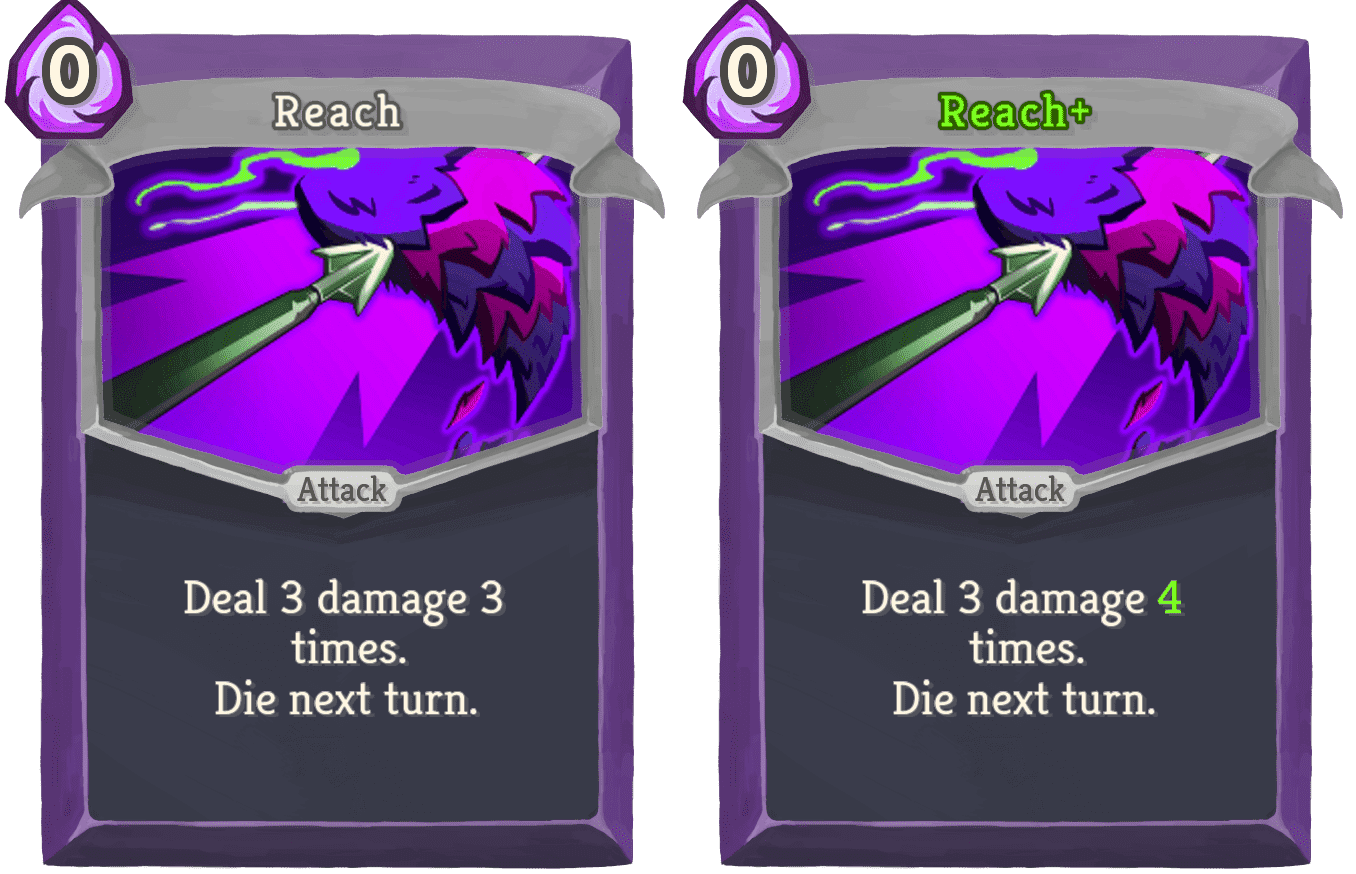 0
Reach
Attack
Deal 3 damage 3
times.
Die next turn.
0
Reach+
Attack
Deal 3 damage 4
times.
Die next turn.